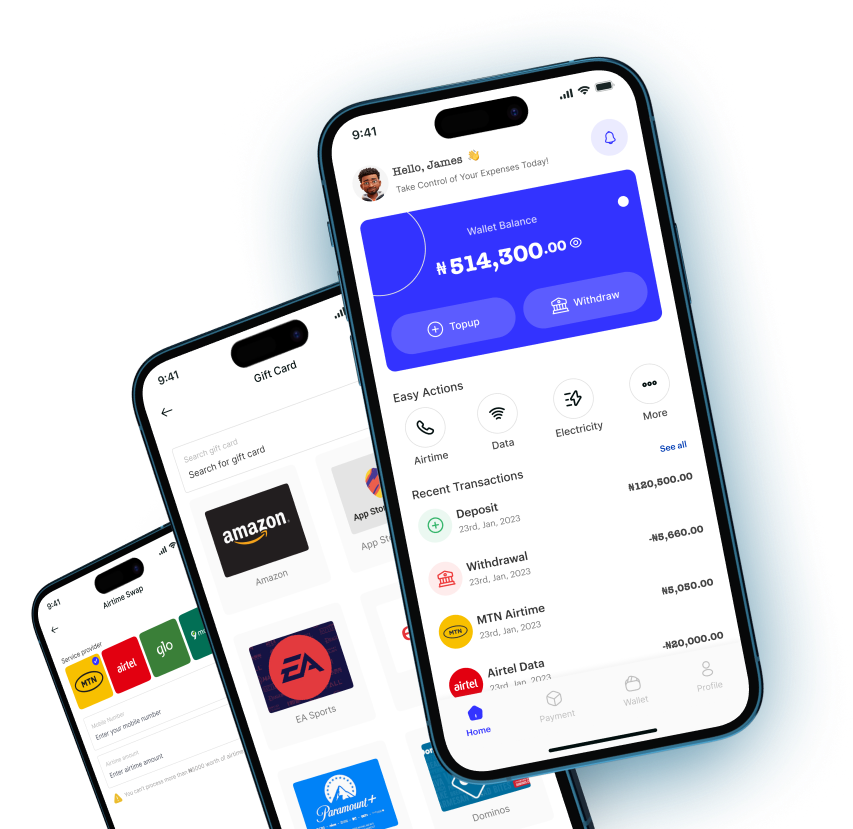 9:41
Hello, James 👋
Take Control of Your Expenses Today!
Wallet Balance
₦514,300.00
Topup
Withdraw
Easy Actions
Airtime
Data
Electricity
More
Recent Transactions
See all
Deposit
23rd, Jan, 2023
₦120,500.00
Withdrawal
23rd, Jan, 2023
-₦5,660.00
MTN
MTN Airtime
23rd, Jan, 2023
₦5,050.00
airtel
Airtel Data
23rd, Jan, 2023
-₦20,000.00
Home
Payment
Wallet
Profile
9:41
Gift Card
Search gift card
Search for gift card
amazon
Amazon
App Sto
App Sto
EA
EA Sports
Paramount+
Dominos
9:41
Airtime Swap
Service provider
MTN
airtel
glo
9 mo
Mobile Number
Enter your mobile number
Airtime amount
Enter airtime amount
You can't process more than ₦5000 worth of airtime